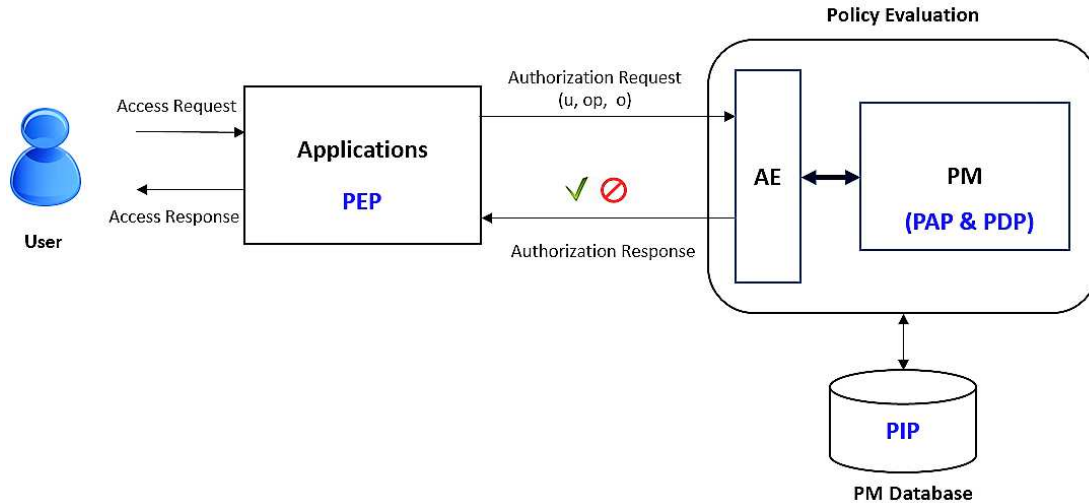 Policy Evaluation
Access Request
Access Response
User
Applications
PEP
Authorization Request
(u, op, o)
Authorization Response
AE
PM
(PAP & PDP)
PIP
PM Database